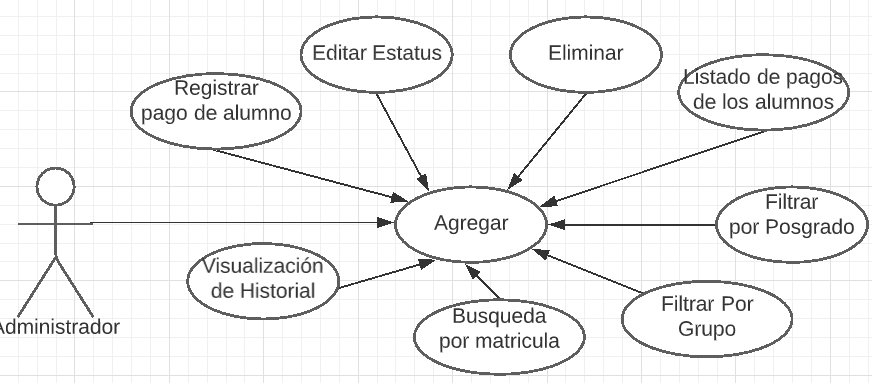 Editar Estatus
Eliminar
Registrar
pago de alumno
Listado de pagos
de los alumnos
Agregar
Filtrar
por Posgrado
Visualización
de Historial
Filtrar Por
Grupo
Busqueda
por matricula
Administrador